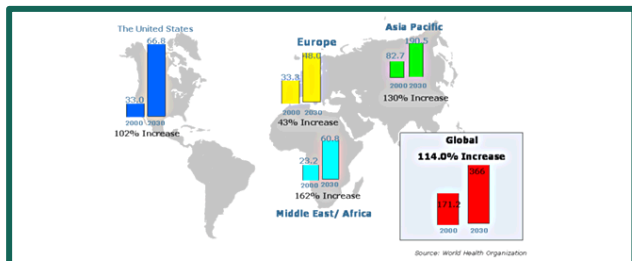 The United States
66.8
33.0
2000 2030
102% Increase
Europe
48.0
33.3
2000 2030
43% Increase
Asia Pacific
190.5
82.7
2000 2030
130% Increase
60.8
2000 2030
162% Increase
Middle East/ Africa
Global
114.0% Increase
366
171.2
2000 2030
Source: World Health Organization